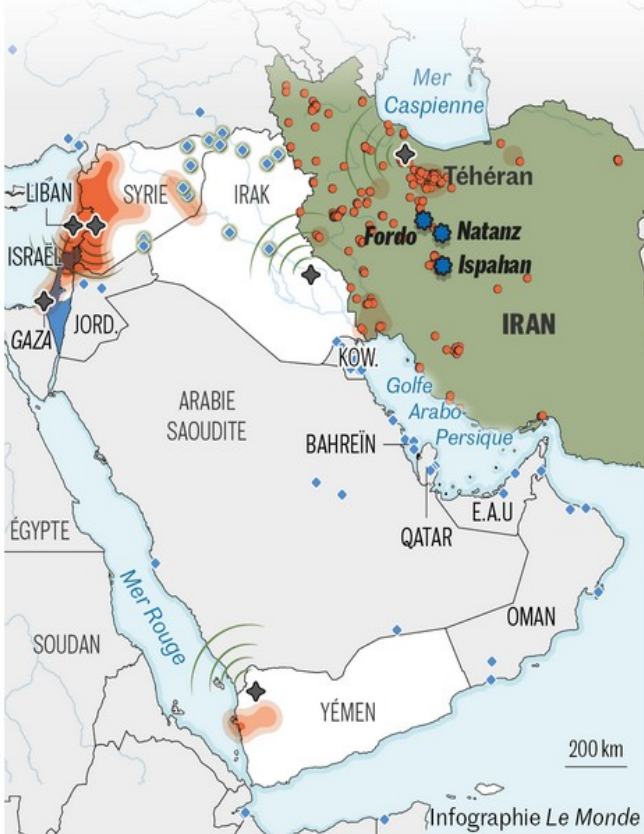 Mer
Caspienne
LIBAN
SYRIE
IRAK
Téhéran
Fordo
Natanz
ISRAËL
Ispahan
GAZA
JORD.
IRAN
KOW.
Golfe
Arabo-
Persique
ARABIE
SAOUDITE
BAHREÏN
QATAR
E.A.U
ÉGYPTE
Mer Rouge
OMAN
SOUDAN
YÉMEN
200 km
Infographie Le Monde